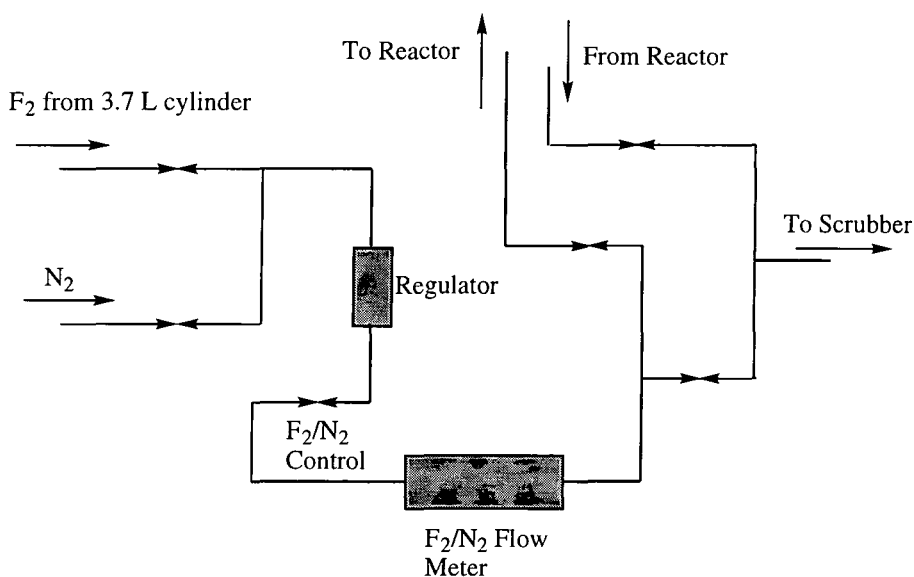 To Reactor
From Reactor
F₂ from 3.7 L cylinder
To Scrubber
N₂
Regulator
F₂/N₂
Control
F₂/N₂ Flow
Meter